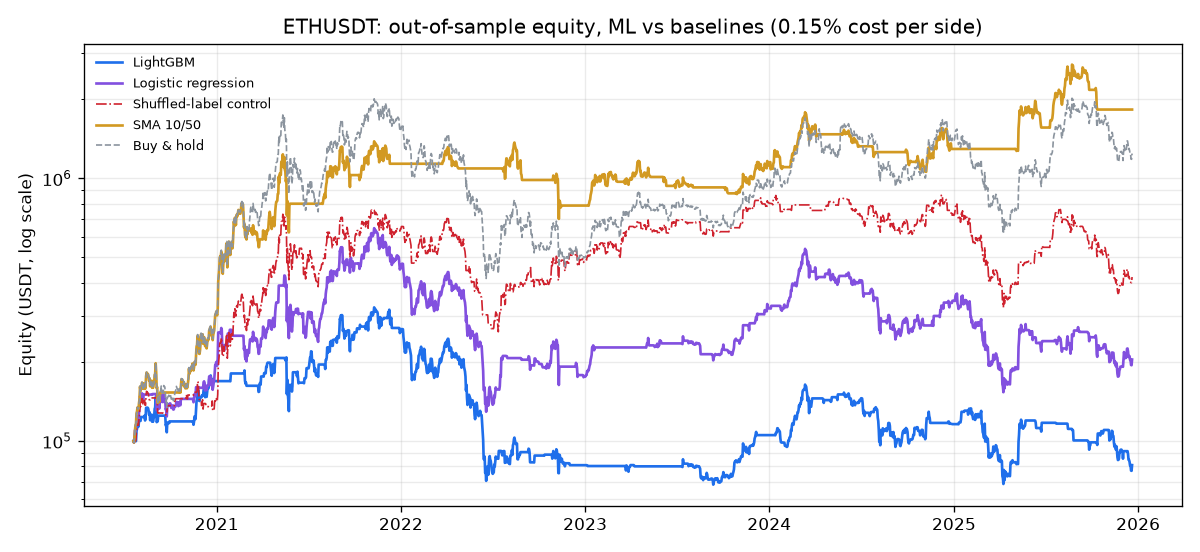 ETHUSDT: out-of-sample equity, ML vs baselines (0.15% cost per side)
LightGBM
Logistic regression
Shuffled-label control
SMA 10/50
Buy & hold
Equity (USDT, log scale)
10⁶
10⁵
2021 2022 2023 2024 2025 2026